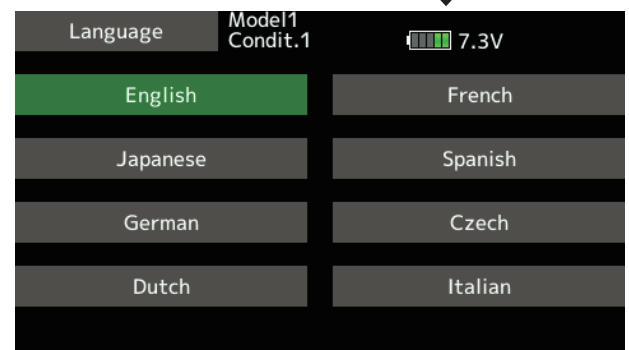 Language
Model1
Condit.1
7.3V
English
French
Japanese
Spanish
German
Czech
Dutch
Italian